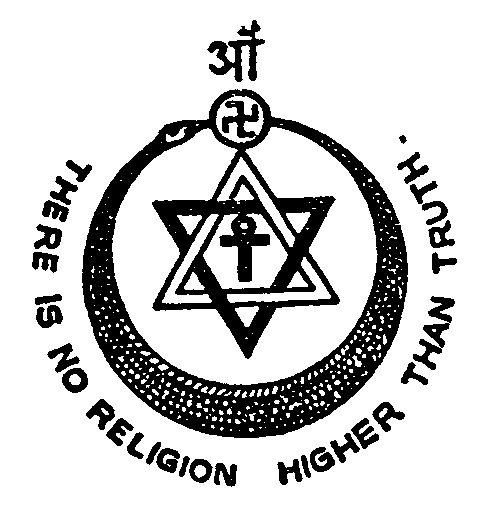 ओं
THERE IS NO RELIGION HIGHER THAN TRUTH.